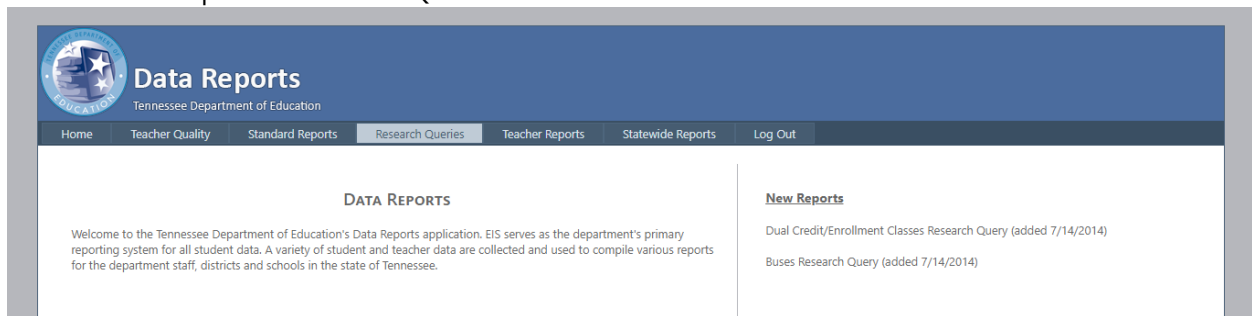 TENNESSEE DEPARTMENT OF
EDUCATION
Data Reports
Tennessee Department of Education
Home Teacher Quality Standard Reports Research Queries Teacher Reports Statewide Reports Log Out
DATA REPORTS
Welcome to the Tennessee Department of Education's Data Reports application. EIS serves as the department's primary
reporting system for all student data. A variety of student and teacher data are collected and used to compile various reports
for the department staff, districts and schools in the state of Tennessee.
New Reports
Dual Credit/Enrollment Classes Research Query (added 7/14/2014)
Buses Research Query (added 7/14/2014)